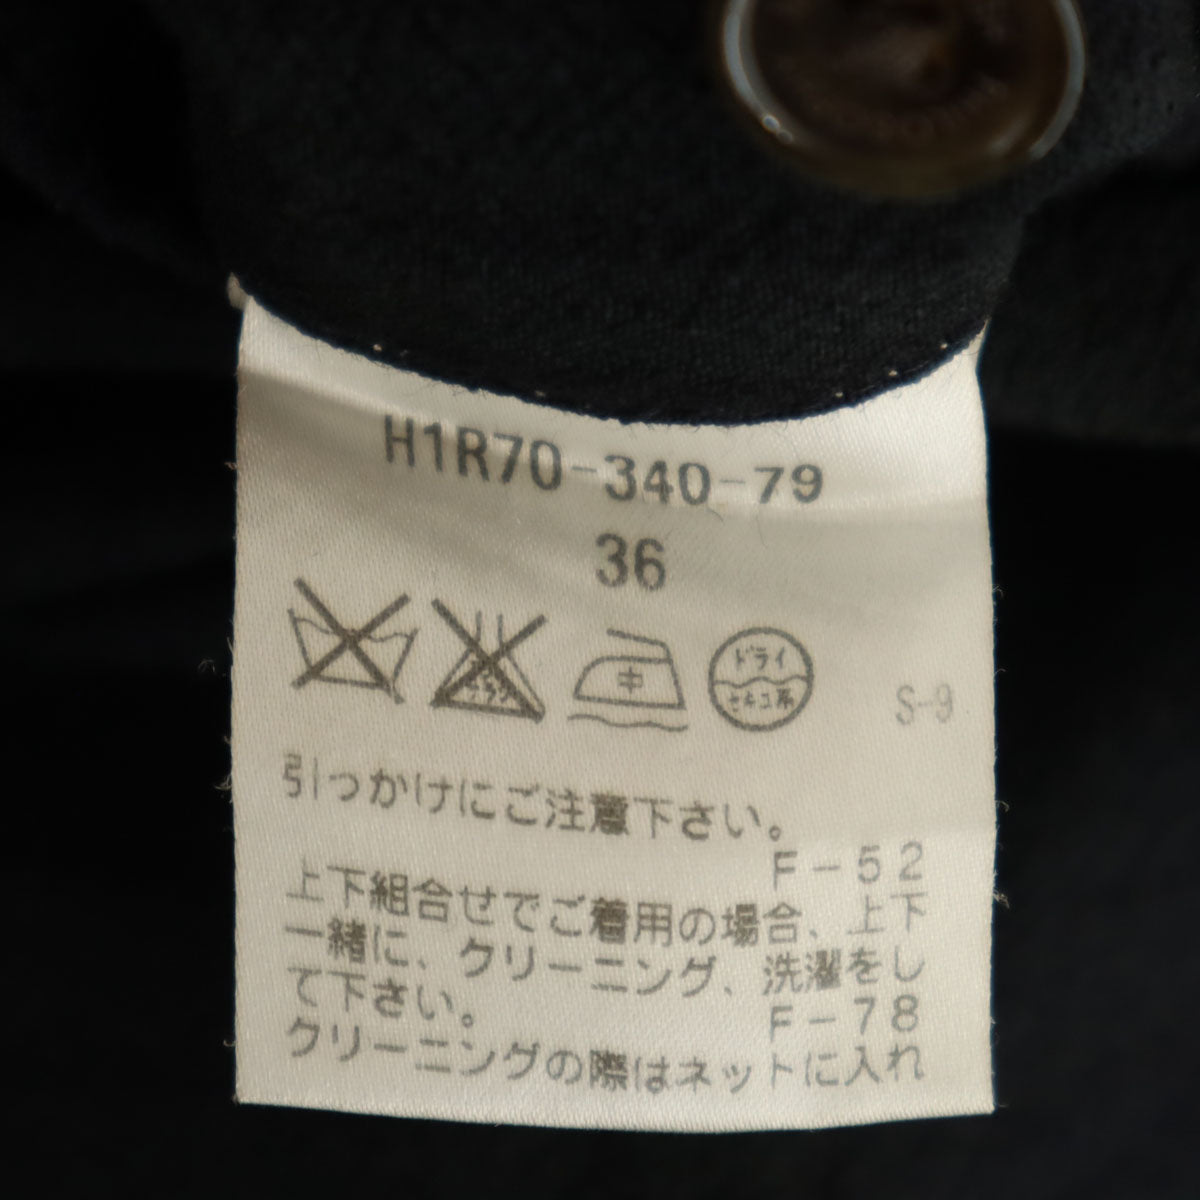 H1R70-340-79
36
中
ドライ
セキユ系
S-9
引っかけにご注意下さい。
F-52
上下組合せでご着用の場合、上下
一緒に、クリーニング、洗濯をし
て下さい。
F-78
クリーニングの際はネットに入れ